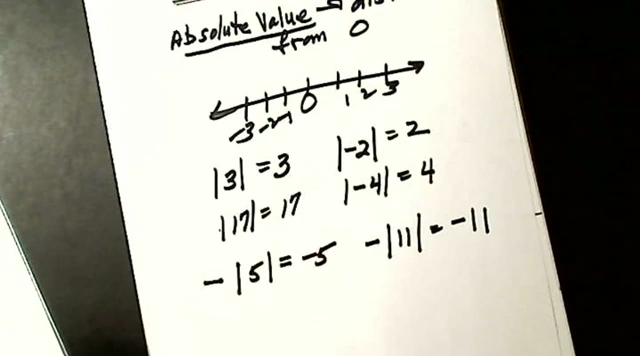 Absolute Value →
from 0
-3 -2 -1 0 1 2 3
|3| = 3 |-2| = 2
|17| = 17 |-4| = 4
- |5| = -5 -|11| = -11